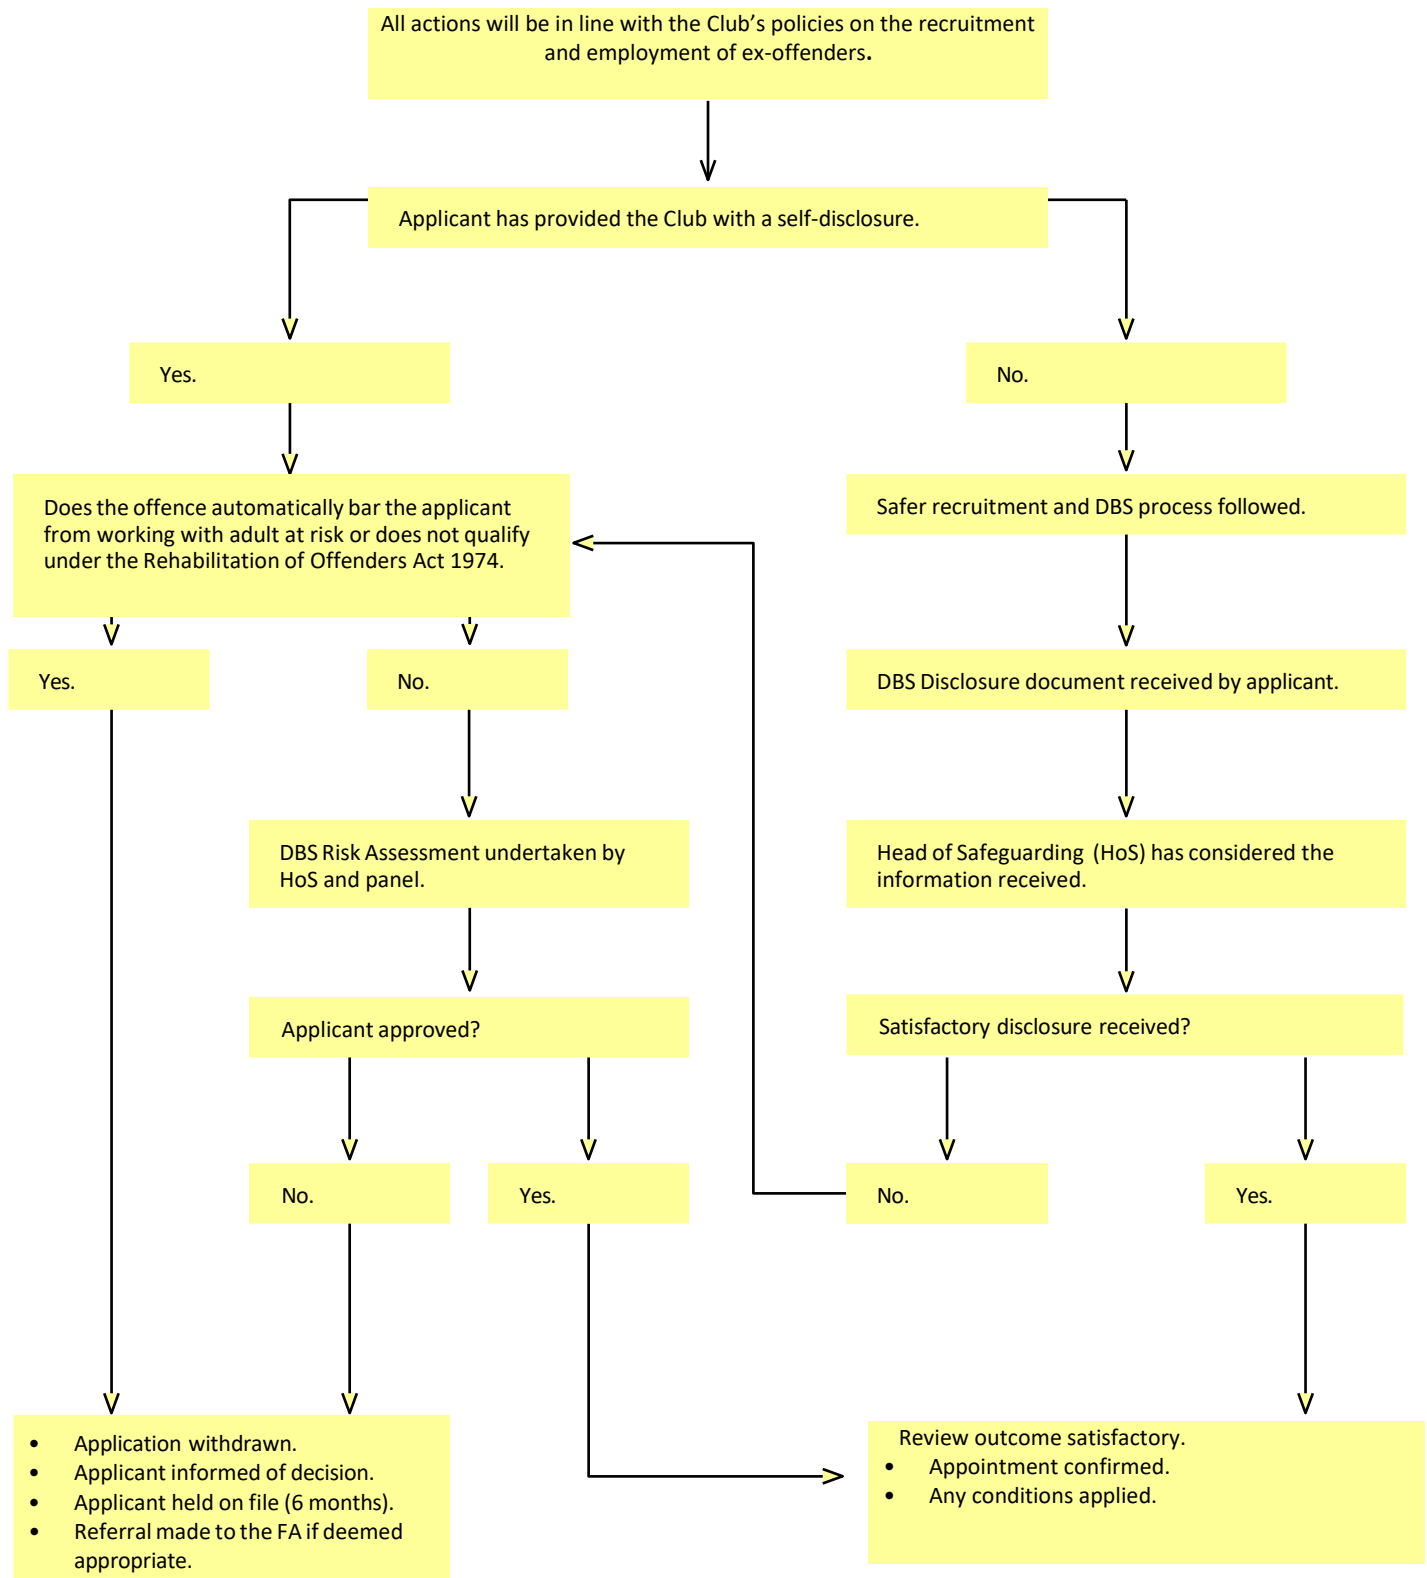 All actions will be in line with the Club’s policies on the recruitment
and employment of ex-offenders.
Applicant has provided the Club with a self-disclosure.
Yes.
No.
Does the offence automatically bar the applicant
from working with adult at risk or does not qualify
under the Rehabilitation of Offenders Act 1974.
Safer recruitment and DBS process followed.
Yes.
No.
DBS Disclosure document received by applicant.
DBS Risk Assessment undertaken by
HoS and panel.
Head of Safeguarding (HoS) has considered the
information received.
Applicant approved?
Satisfactory disclosure received?
No.
Yes.
No.
Yes.
• Application withdrawn.
• Applicant informed of decision.
• Applicant held on file (6 months).
• Referral made to the FA if deemed
appropriate.
Review outcome satisfactory.
• Appointment confirmed.
• Any conditions applied.